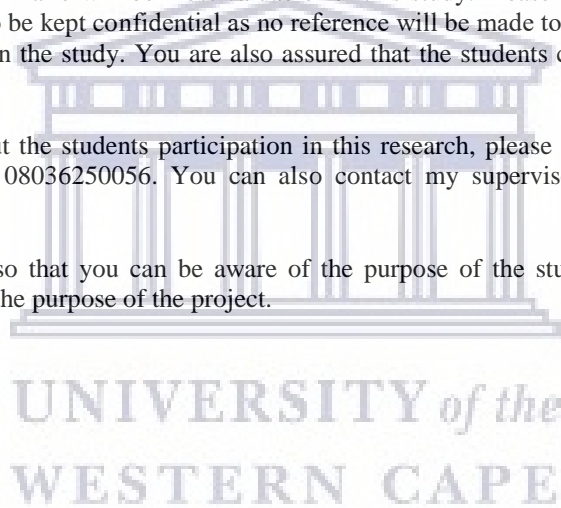 be kept confidential as no reference will be made to
n the study. You are also assured that the students
t the students participation in this research, please
08036250056. You can also contact my
so that you can be aware of the purpose of the
he purpose of the project.
UNIVERSITY of the
WESTERN CAPE